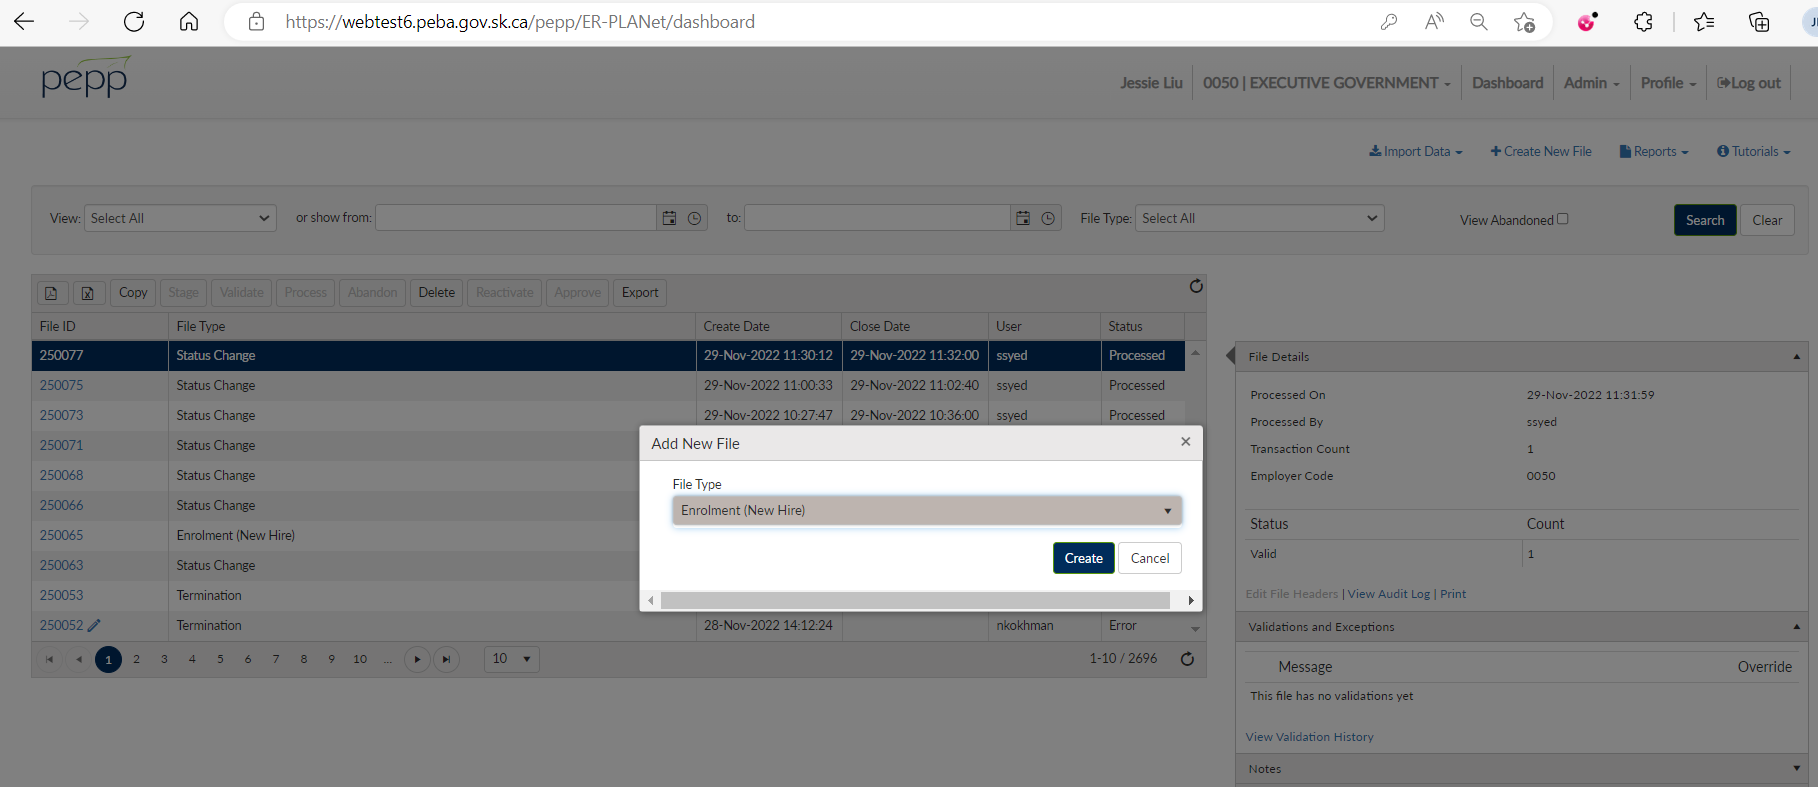 https://webtest6.peba.gov.sk.ca/pepp/ER-PLANet/dashboard
pepp
Jessie Liu
0050 | EXECUTIVE GOVERNMENT
Dashboard
Admin
Profile
Log out
Import Data
Create New File
Reports
Tutorials
View: Select All or show from: to: File Type: Select All View Abandoned Search Clear
Copy Stage Validate Process Abandon Delete Reactivate Approve Export
File ID File Type Create Date Close Date User Status
250077 Status Change 29-Nov-2022 11:30:12 29-Nov-2022 11:32:00 ssyed Processed
250075 Status Change 29-Nov-2022 11:00:33 29-Nov-2022 11:02:40 ssyed Processed
250073 Status Change 29-Nov-2022 10:27:47 29-Nov-2022 10:36:00 ssyed Processed
250071 Status Change
250068 Status Change
250066 Status Change
250065 Enrolment (New Hire)
250063 Status Change
250053 Termination
250052 Termination 28-Nov-2022 14:12:24 nkokhman Error
1 2 3 4 5 6 7 8 9 10 ... 10 1-10 / 2696
Add New File
File Type
Enrolment (New Hire)
Create Cancel
File Details
Processed On 29-Nov-2022 11:31:59
Processed By ssyed
Transaction Count 1
Employer Code 0050
Status Count
Valid 1
Edit File Headers | View Audit Log | Print
Validations and Exceptions
Message Override
This file has no validations yet
View Validation History
Notes